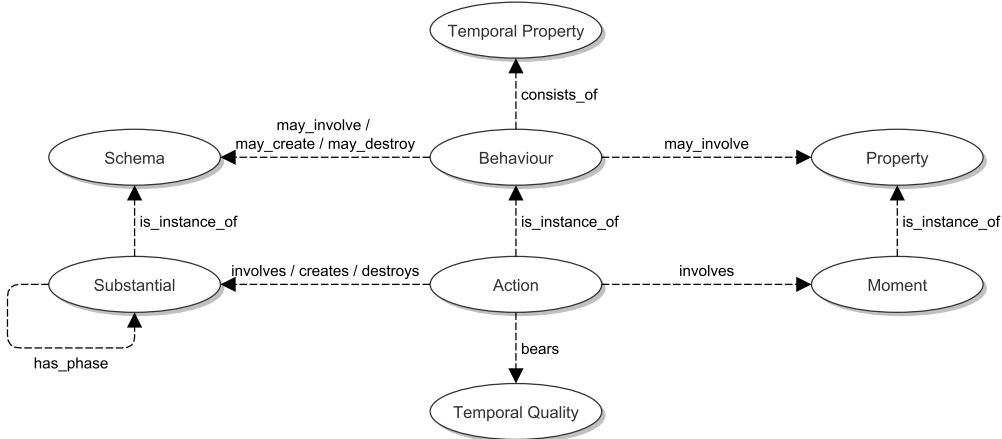 Temporal Property
consists_of
may_involve /
may_create / may_destroy
may_involve
Schema
Behaviour
Property
is_instance_of
is_instance_of
is_instance_of
involves / creates / destroys
involves
Substantial
Action
Moment
has_phase
bears
Temporal Quality